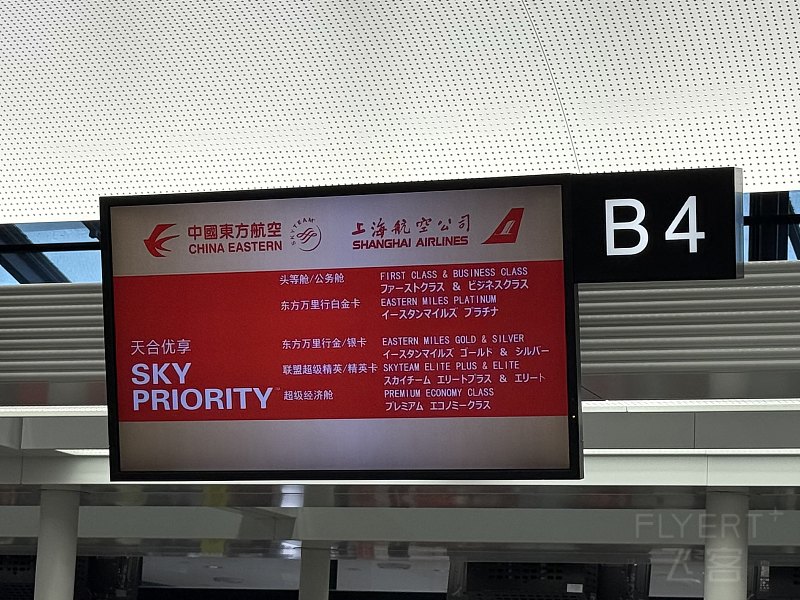 中國東方航空
CHINA EASTERN
SKYTEAM
上海航空公司
SHANGHAI AIRLINES
B4
头等舱/公务舱
FIRST CLASS & BUSINESS CLASS
ファーストクラス & ビジネスクラス
东方万里行白金卡
EASTERN MILES PLATINUM
イースタンマイルズ プラチナ
天合优享
SKY
PRIORITY™
东方万里行金/银卡
EASTERN MILES GOLD & SILVER
イースタンマイルズ ゴールド & シルバー
联盟超级精英/精英卡
SKYTEAM ELITE PLUS & ELITE
スカイチーム エリートプラス & エリート
超级经济舱
PREMIUM ECONOMY CLASS
プレミアム エコノミークラス
FLYERT+
飞客